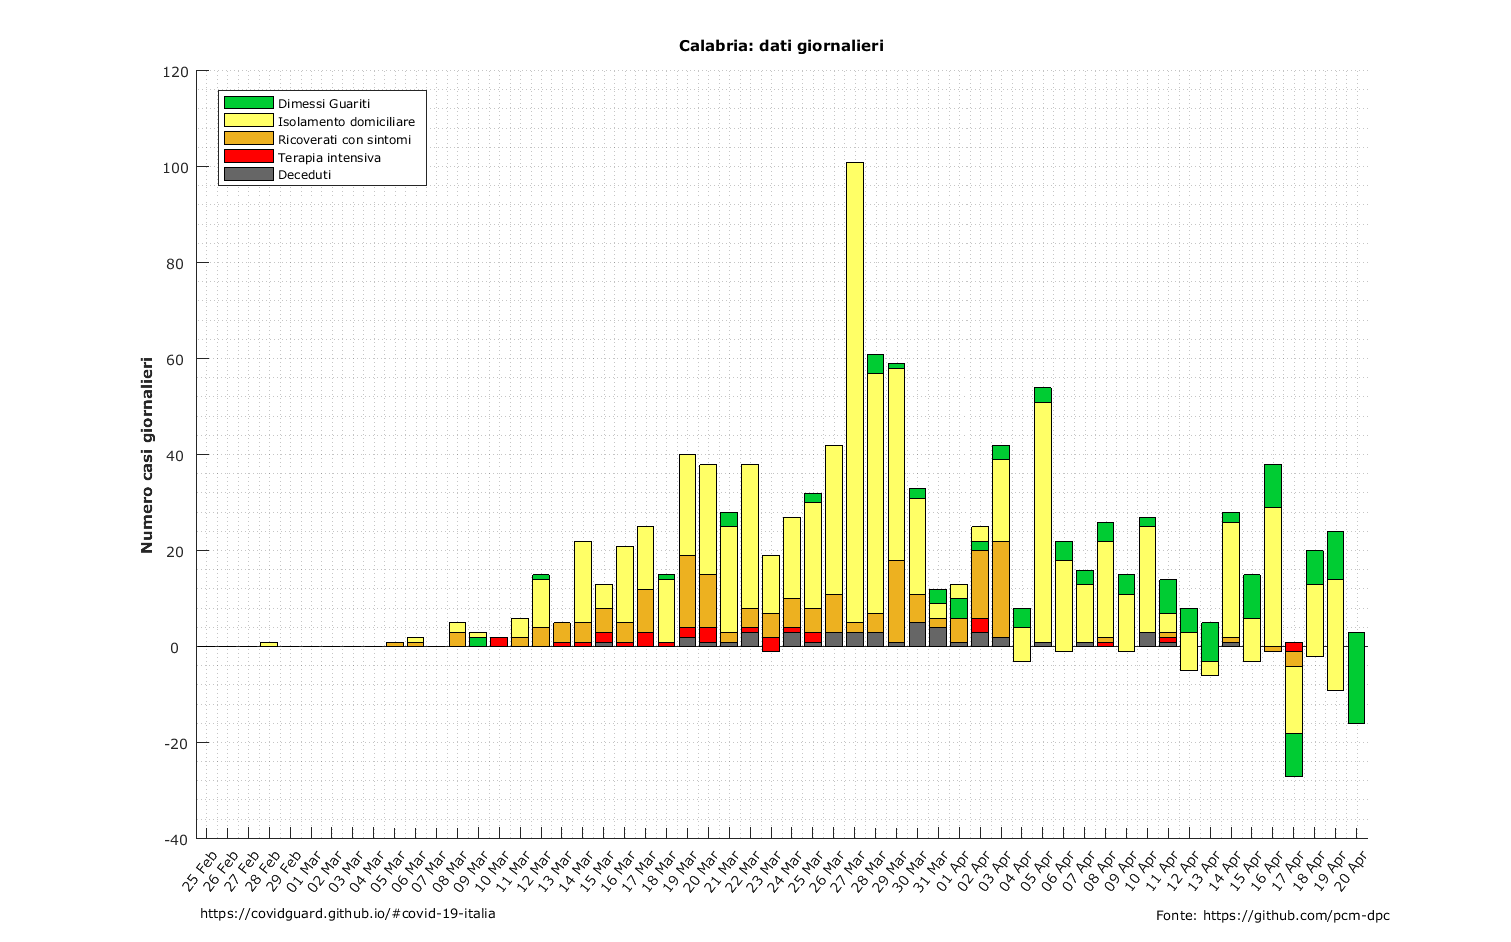 Calabria: dati giornalieri
120
100
80
60
40
20
0
-20
-40
Numero casi giornalieri
Dimessi Guariti
Isolamento domiciliare
Ricoverati con sintomi
Terapia intensiva
Deceduti
25 Feb
26 Feb
27 Feb
28 Feb
29 Feb
01 Mar
02 Mar
03 Mar
04 Mar
05 Mar
06 Mar
07 Mar
08 Mar
09 Mar
10 Mar
11 Mar
12 Mar
13 Mar
14 Mar
15 Mar
16 Mar
17 Mar
18 Mar
19 Mar
20 Mar
21 Mar
22 Mar
23 Mar
24 Mar
25 Mar
26 Mar
27 Mar
28 Mar
29 Mar
30 Mar
31 Mar
01 Apr
02 Apr
03 Apr
04 Apr
05 Apr
06 Apr
07 Apr
08 Apr
09 Apr
10 Apr
11 Apr
12 Apr
13 Apr
14 Apr
15 Apr
16 Apr
17 Apr
18 Apr
19 Apr
20 Apr
https://covidguard.github.io/#covid-19-italia
Fonte: https://github.com/pcm-dpc